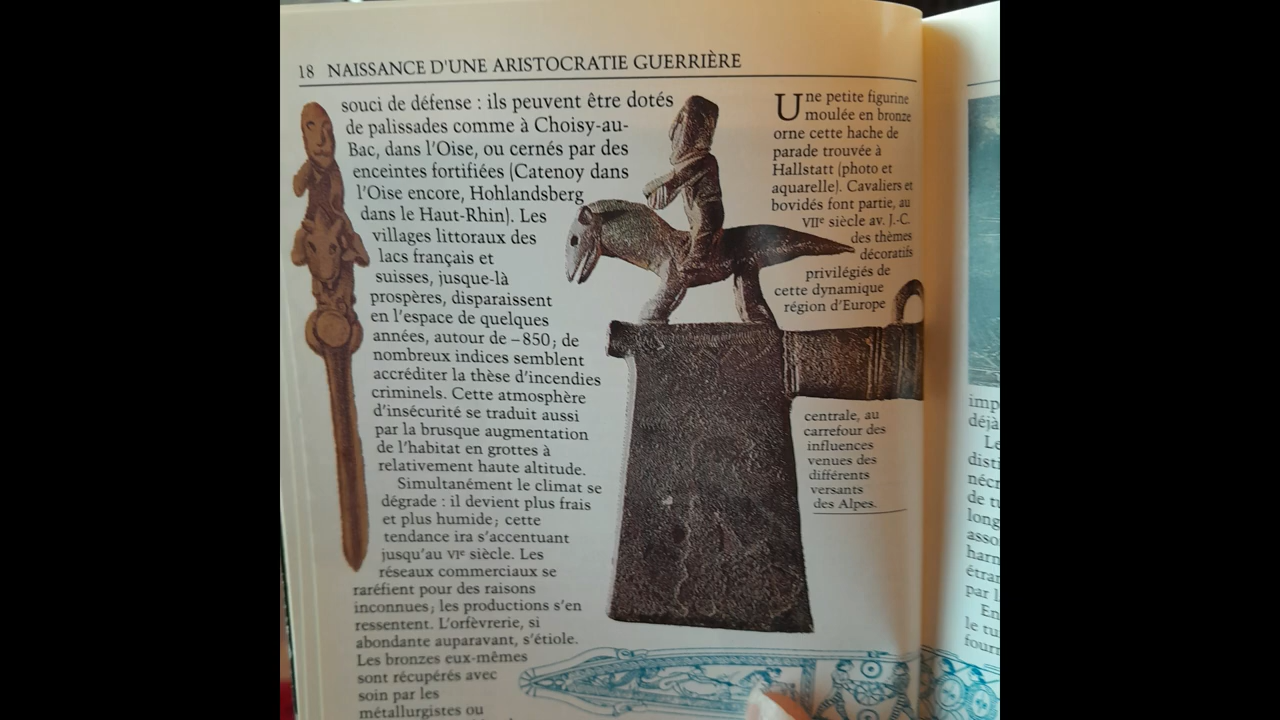 18 NAISSANCE D'UNE ARISTOCRATIE GUERRIÈRE
souci de défense : ils peuvent être dotés
de palissades comme à Choisy-au-
Bac, dans l'Oise, ou cernés par des
enceintes fortifiées (Catenoy dans
l'Oise encore, Hohlandsberg
dans le Haut-Rhin). Les
villages littoraux des
lacs français et
suisses, jusque-là
prospères, disparaissent
en l'espace de quelques
années, autour de –850 ; de
nombreux indices semblent
accréditer la thèse d'incendies
criminels. Cette atmosphère
d'insécurité se traduit aussi
par la brusque augmentation
de l'habitat en grottes à
relativement haute altitude.
Simultanément le climat se
dégrade : il devient plus frais
et plus humide ; cette
tendance ira s'accentuant
jusqu'au VIe siècle. Les
réseaux commerciaux se
raréfient pour des raisons
inconnues ; les productions s'en
ressentent. L'orfèvrerie, si
abondante auparavant, s'étiole.
Les bronzes eux-mêmes
sont récupérés avec
soin par les
métallurgistes ou
Une petite figurine
moulée en bronze
orne cette hache de
parade trouvée à
Hallstatt (photo et
aquarelle). Cavaliers et
bovidés font partie, au
VIIe siècle av. J.-C.
des thèmes
décoratifs
privilégiés de
cette dynamique
région d'Europe
centrale, au
carrefour des
influences
venues des
différents
versants
des Alpes.
imp
déjà
Le
disti
nécr
de tu
long
asso
harn
étran
par l
En
le tu
fourn